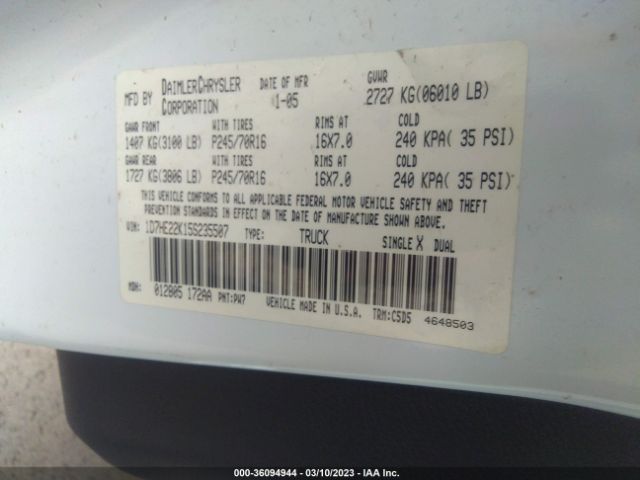 MFD BY DAIMLERCHRYSLER CORPORATION DATE OF MFR 1-05 GVWR 2727 KG(06010 LB)
GAWR FRONT WITH TIRES RIMS AT COLD
1407 KG(3100 LB) P245/70R16 16X7.0 240 KPA( 35 PSI)
GAWR REAR WITH TIRES RIMS AT COLD
1727 KG(3806 LB) P245/70R16 16X7.0 240 KPA( 35 PSI)
THIS VEHICLE CONFORMS TO ALL APPLICABLE FEDERAL MOTOR VEHICLE SAFETY AND THEFT
PREVENTION STANDARDS IN EFFECT ON THE DATE OF MANUFACTURE SHOWN ABOVE.
VIN: 1D7HE22K15S235507 TYPE: TRUCK SINGLE X DUAL
MDH: 012805 172AA PNT:PW7 VEHICLE MADE IN U.S.A. TRM:C5D5 4648503
000-36094944 - 03/10/2023 - IAA Inc.